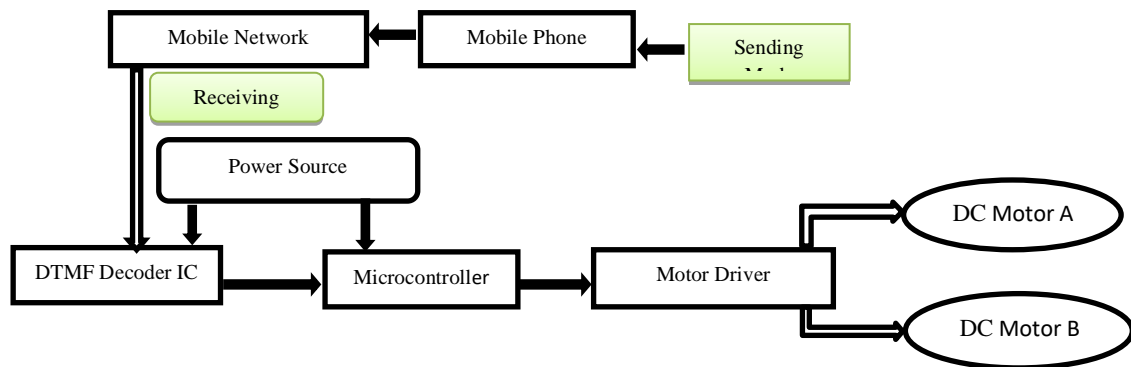 Mobile Network
Mobile Phone
Sending
Receiving
Power Source
DC Motor A
DTMF Decoder IC
Microcontroller
Motor Driver
DC Motor B